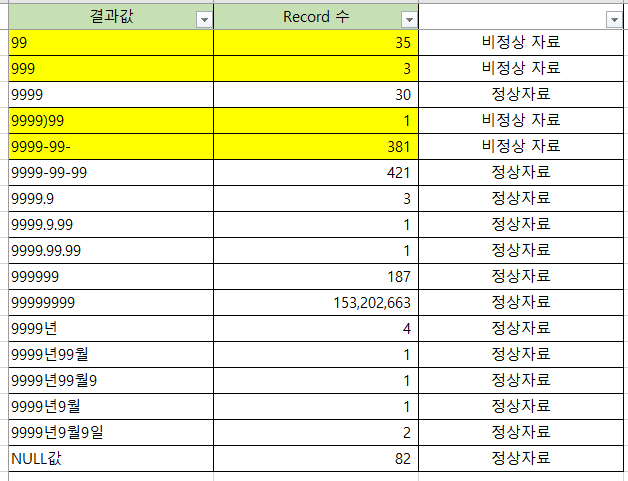 결과값 Record 수
99 35 비정상 자료
999 3 비정상 자료
9999 30 정상자료
9999)99 1 비정상 자료
9999-99- 381 비정상 자료
9999-99-99 421 정상자료
9999.9 3 정상자료
9999.9.99 1 정상자료
9999.99.99 1 정상자료
999999 187 정상자료
99999999 153,202,663 정상자료
9999년 4 정상자료
9999년99월 1 정상자료
9999년99월9 1 정상자료
9999년9월 1 정상자료
9999년9월9일 2 정상자료
NULL값 82 정상자료